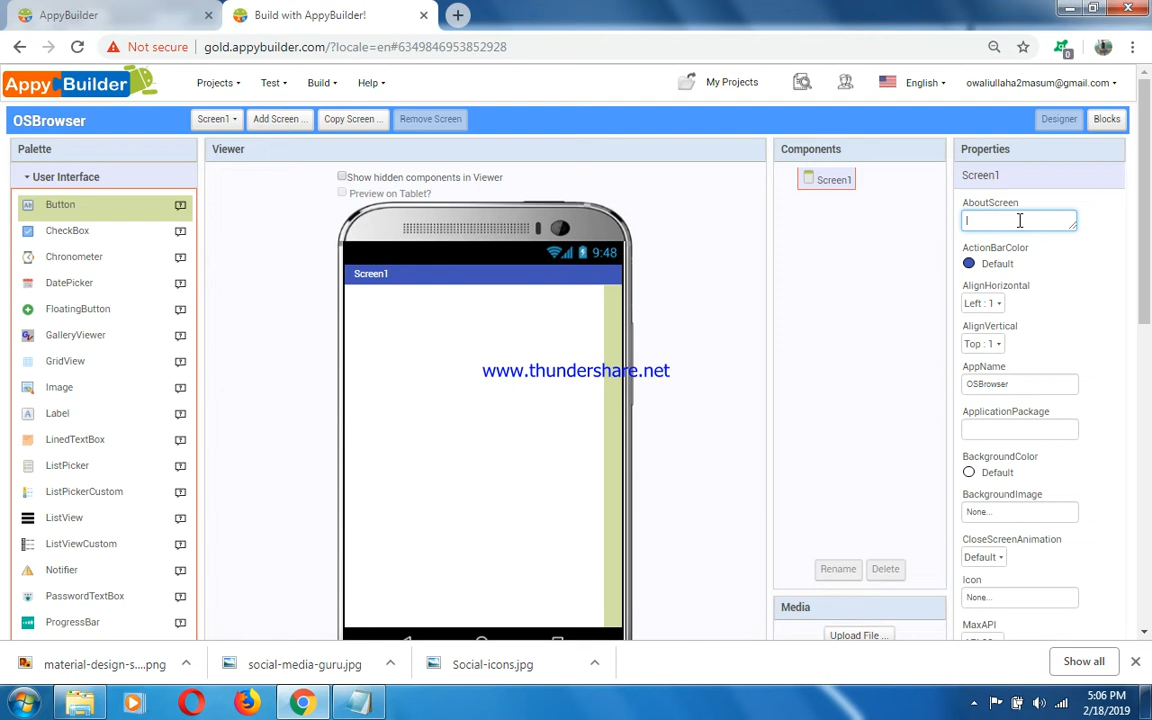 AppyBuilder
Build with AppyBuilder!
Not secure
gold.appybuilder.com/?locale=en#6349846953852928
0
AppyBuilder
Projects
Test
Build
Help
My Projects
English
owaliullaha2masum@gmail.com
OSBrowser
Screen1
Add Screen ...
Copy Screen ...
Remove Screen
Designer
Blocks
Palette
Viewer
Components
Properties
User Interface
Show hidden components in Viewer
Preview on Tablet?
Screen1
Screen1
Button
CheckBox
Chronometer
DatePicker
FloatingButton
GalleryViewer
GridView
Image
Label
LinedTextBox
ListPicker
ListPickerCustom
ListView
ListViewCustom
Notifier
PasswordTextBox
ProgressBar
9:48
Screen1
www.thundershare.net
AboutScreen
ActionBarColor
Default
AlignHorizontal
Left : 1
AlignVertical
Top : 1
AppName
OSBrowser
ApplicationPackage
BackgroundColor
Default
BackgroundImage
None...
CloseScreenAnimation
Default
Icon
None...
MaxAPI
Rename
Delete
Media
Upload File ...
material-design-s....png
social-media-guru.jpg
Social-icons.jpg
Show all
5:06 PM
2/18/2019